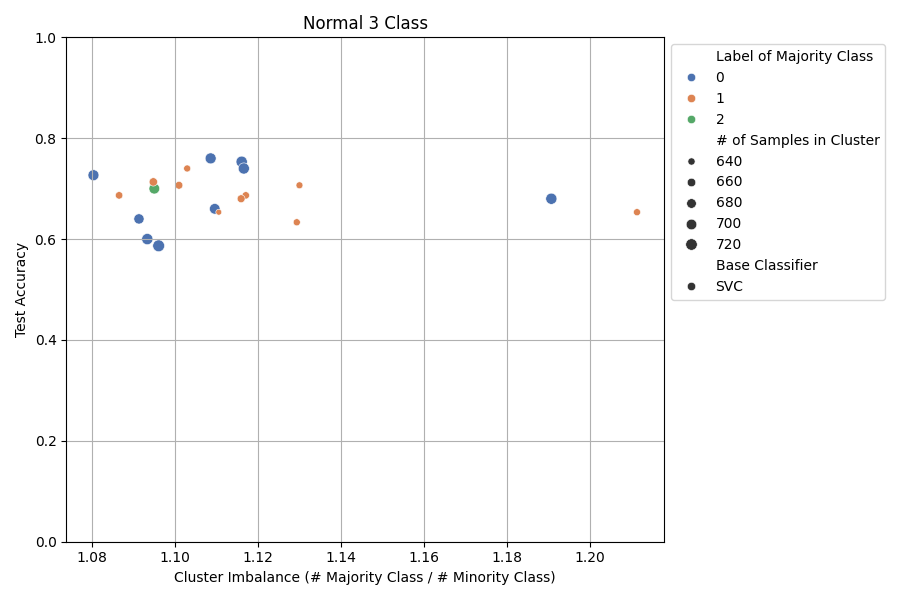 Normal 3 Class
1.0
0.8
0.6
0.4
0.2
0.0
Test Accuracy
1.08 1.10 1.12 1.14 1.16 1.18 1.20
Cluster Imbalance (# Majority Class / # Minority Class)
Label of Majority Class
0
1
2
# of Samples in Cluster
640
660
680
700
720
Base Classifier
SVC